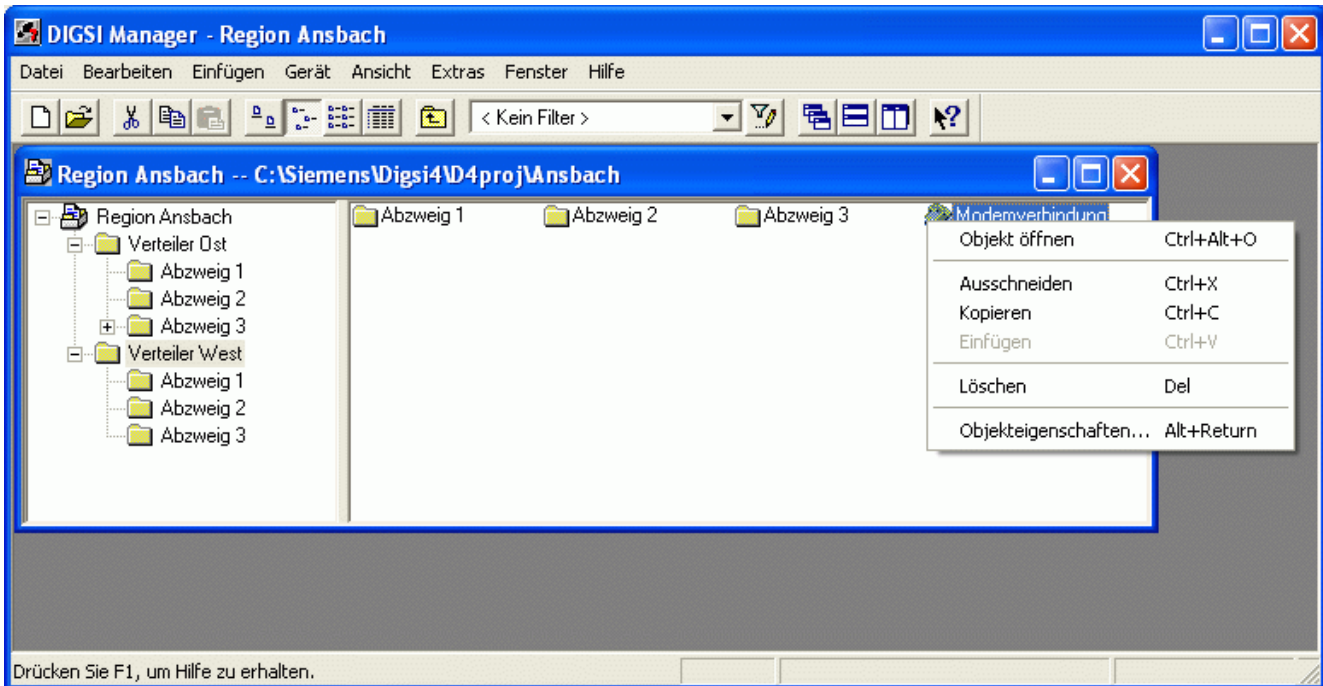 DIGSI Manager - Region Ansbach
Datei Bearbeiten Einfügen Gerät Ansicht Extras Fenster Hilfe
< Kein Filter >
Region Ansbach -- C:\Siemens\Digsi4\D4proj\Ansbach
Region Ansbach
Verteiler Ost
Abzweig 1
Abzweig 2
Abzweig 3
Verteiler West
Abzweig 1
Abzweig 2
Abzweig 3
Abzweig 1 Abzweig 2 Abzweig 3 Modemverbindung
Objekt öffnen Ctrl+Alt+O
Ausschneiden Ctrl+X
Kopieren Ctrl+C
Einfügen Ctrl+V
Löschen Del
Objekteigenschaften... Alt+Return
Drücken Sie F1, um Hilfe zu erhalten.